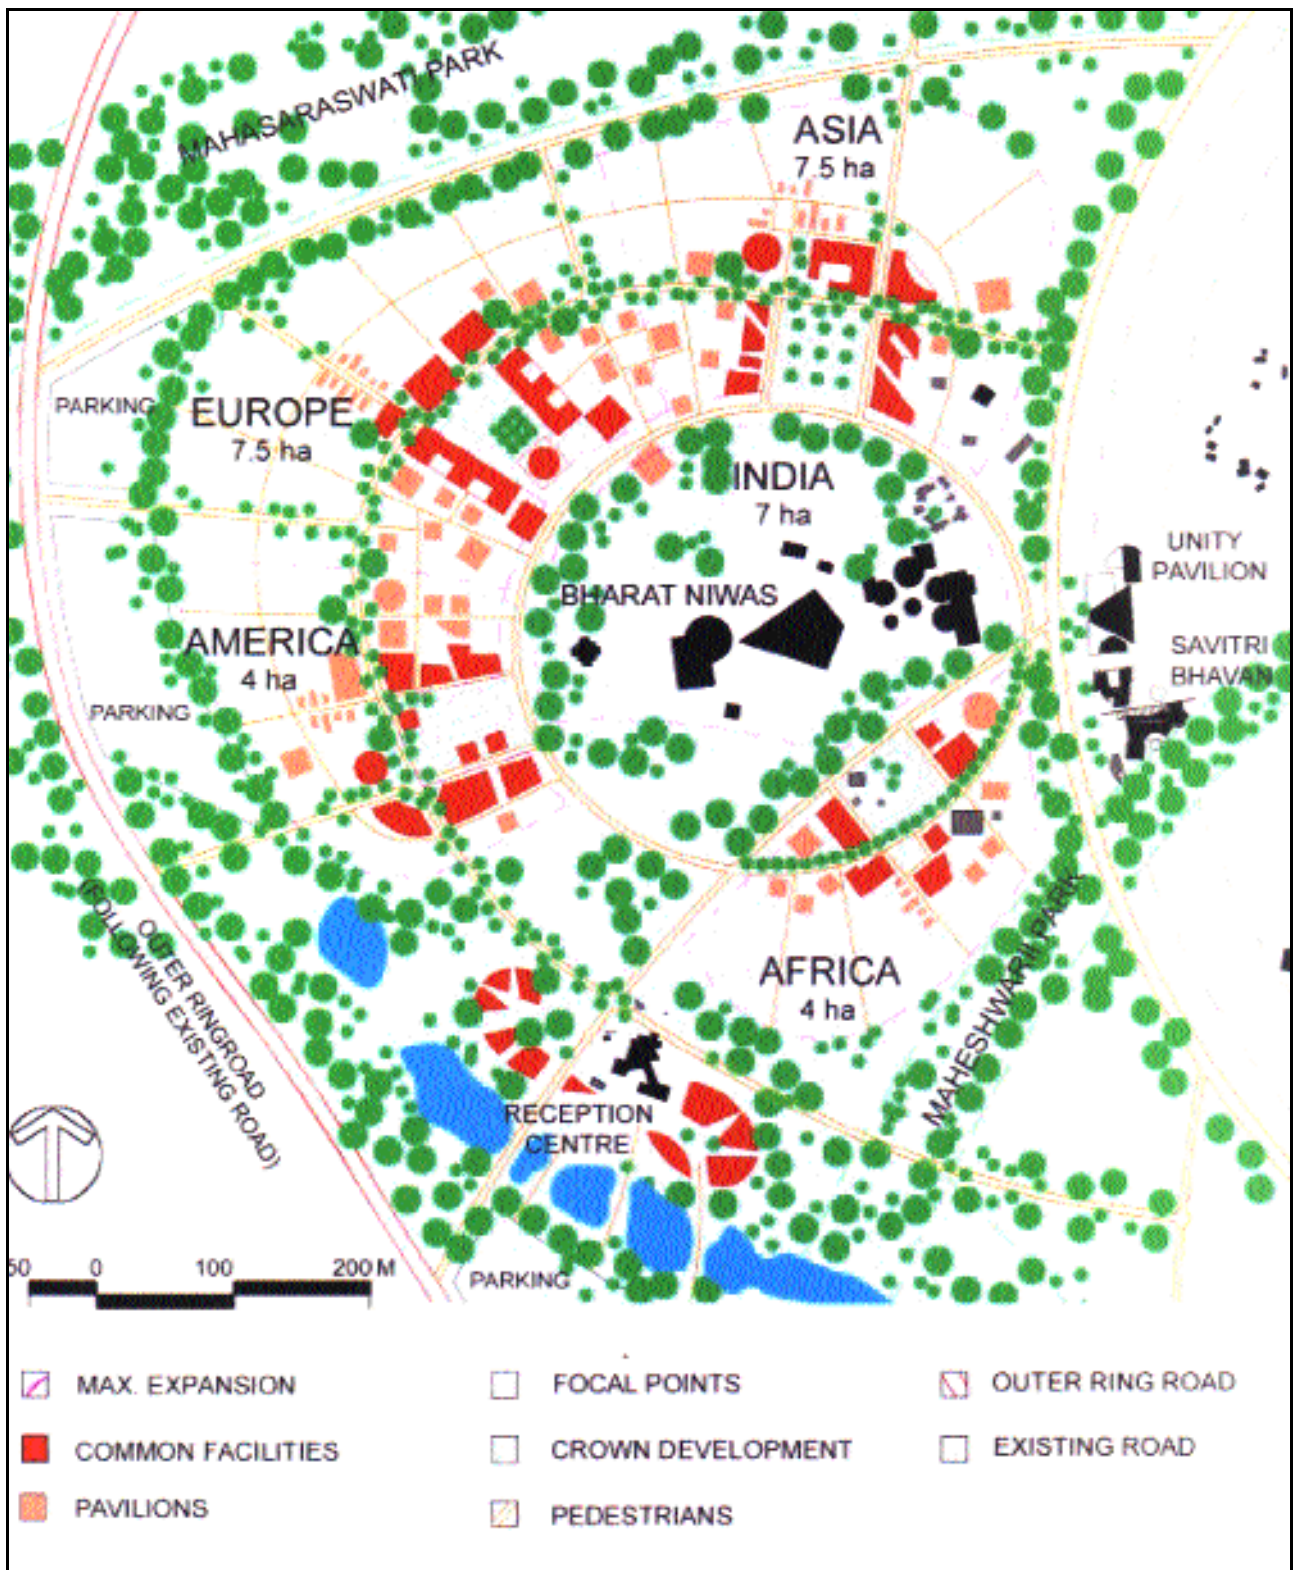 MAHASARASWATI PARK
ASIA
7.5 ha
PARKING
EUROPE
7.5 ha
INDIA
7 ha
UNITY
PAVILION
BHARAT NIWAS
AMERICA
4 ha
SAVITRI
BHAVAN
PARKING
OUTER RINGROAD
(FOLLOWING EXISTING ROAD)
AFRICA
4 ha
MAHESHWARII PARK
RECEPTION
CENTRE
50 0 100 200 M
PARKING
MAX. EXPANSION
FOCAL POINTS
OUTER RING ROAD
COMMON FACILITIES
CROWN DEVELOPMENT
EXISTING ROAD
PAVILIONS
PEDESTRIANS